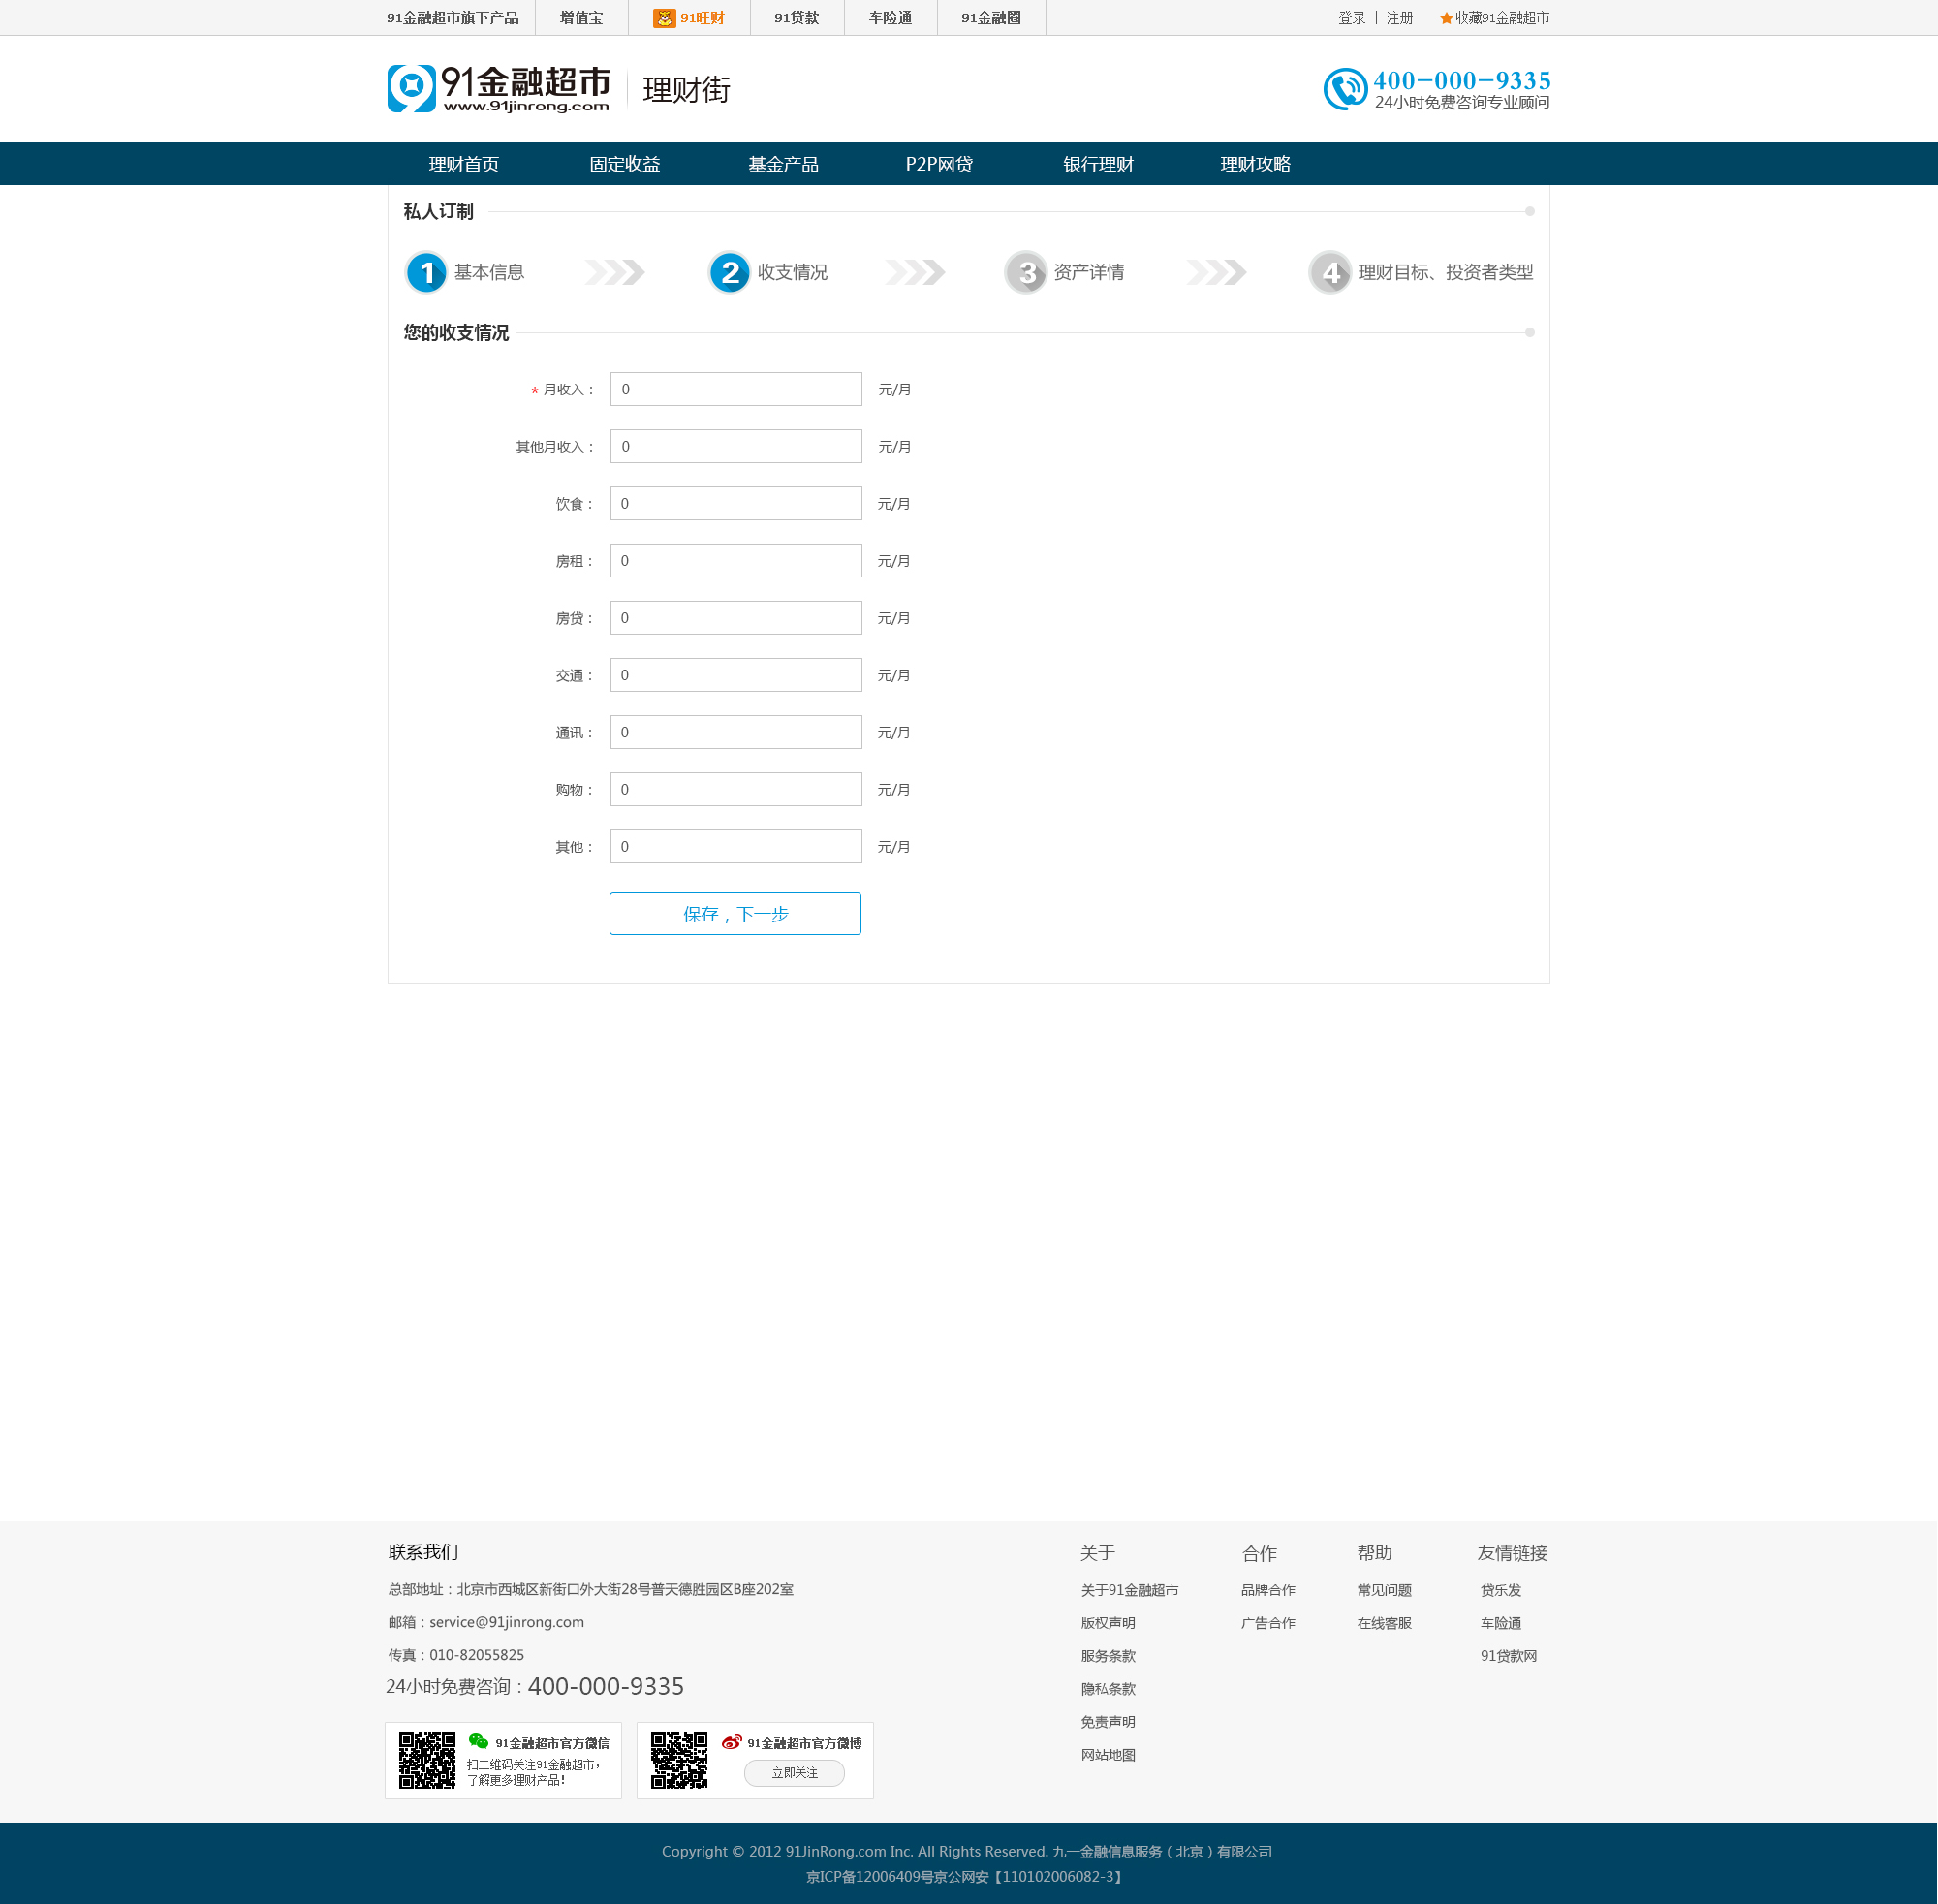 91金融超市旗下产品 增值宝 91旺财 91贷款 车险通 91金融圈 登录 | 注册 收藏91金融超市
91金融超市 理财街 400-000-9335
www.91jinrong.com 24小时免费咨询专业顾问
理财首页 固定收益 基金产品 P2P网贷 银行理财 理财攻略
私人订制
1 基本信息 2 收支情况 3 资产详情 4 理财目标、投资者类型
您的收支情况
* 月收入： 0 元/月
其他月收入： 0 元/月
饮食： 0 元/月
房租： 0 元/月
房贷： 0 元/月
交通： 0 元/月
通讯： 0 元/月
购物： 0 元/月
其他： 0 元/月
保存，下一步
联系我们 关于 合作 帮助 友情链接
总部地址：北京市西城区新街口外大街28号普天德胜园区B座202室 关于91金融超市 品牌合作 常见问题 贷乐发
邮箱：service@91jinrong.com 版权声明 广告合作 在线客服 车险通
传真：010-82055825 服务条款 91贷款网
24小时免费咨询：400-000-9335 隐私条款
免责声明
91金融超市官方微信 91金融超市官方微博 网站地图
扫二维码关注91金融超市， 立即关注
了解更多理财产品！
Copyright © 2012 91JinRong.com Inc. All Rights Reserved. 九一金融信息服务（北京）有限公司
京ICP备12006409号京公网安【110102006082-3】